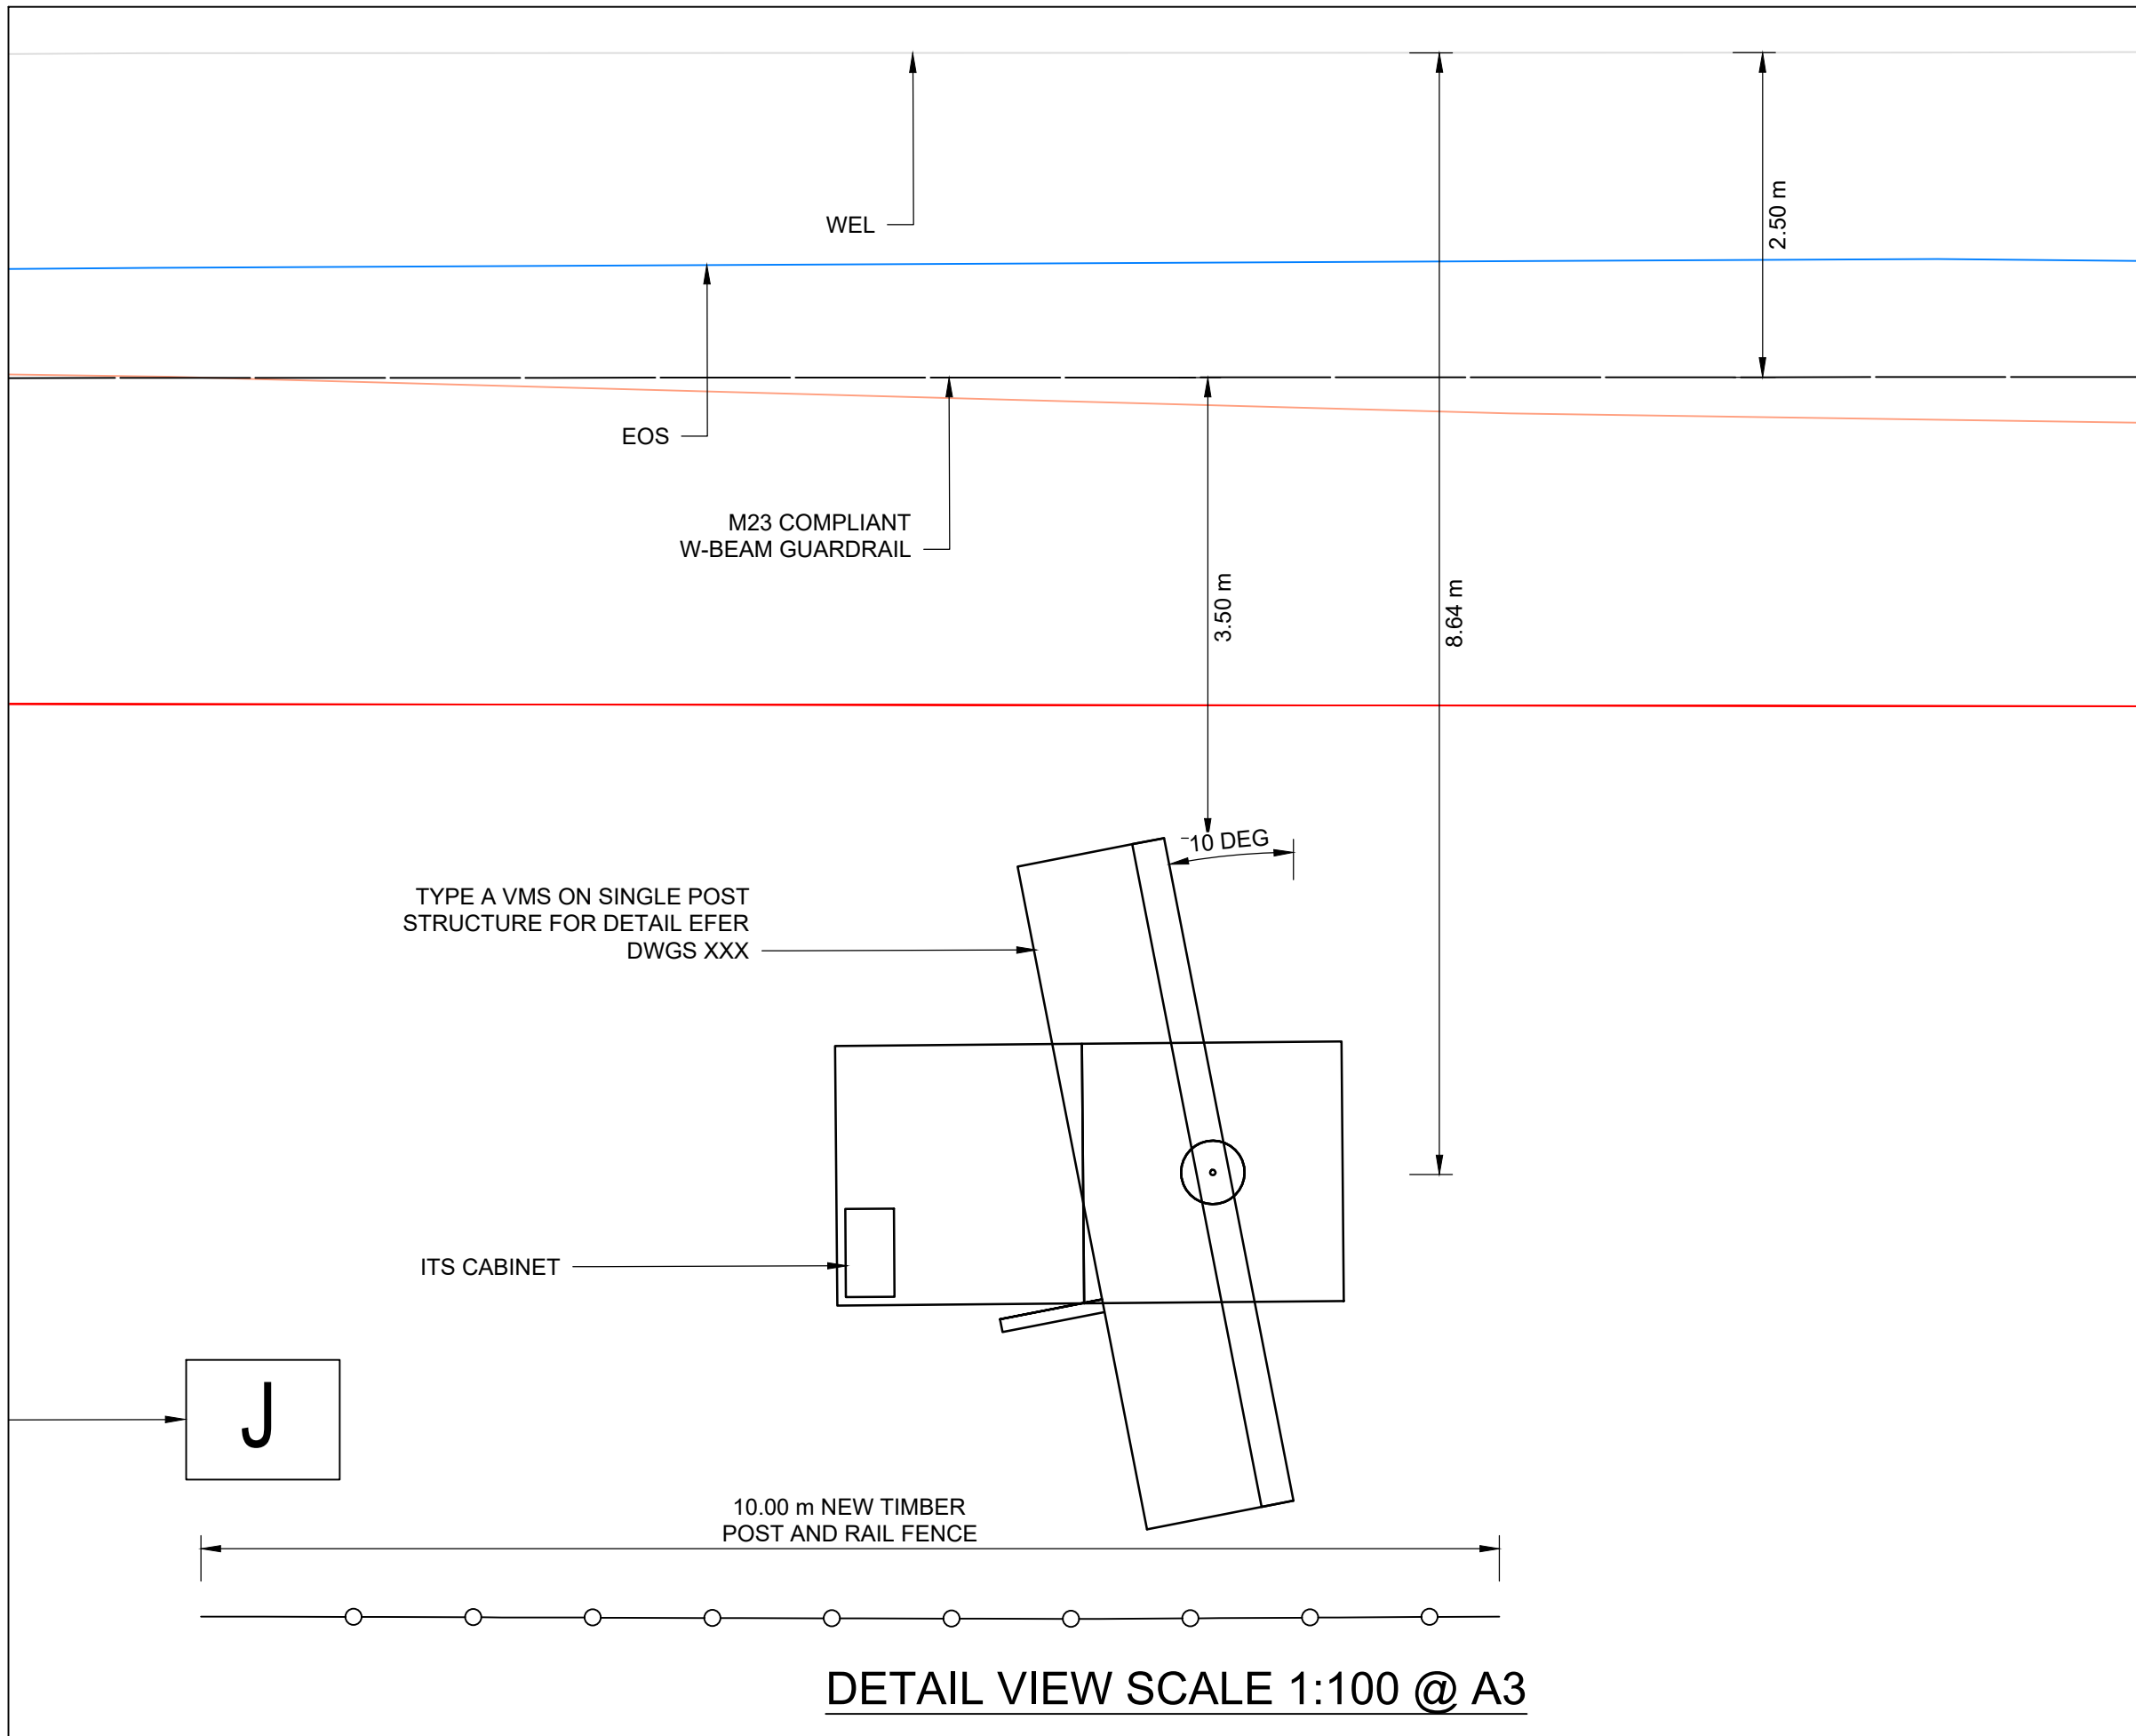 WEL
2.50 m
EOS
M23 COMPLIANT
W-BEAM GUARDRAIL
3.50 m
8.64 m
10 DEG
TYPE A VMS ON SINGLE POST
STRUCTURE FOR DETAIL EFER
DWGS XXX
ITS CABINET
J
10.00 m NEW TIMBER
POST AND RAIL FENCE
DETAIL VIEW SCALE 1:100 @ A3